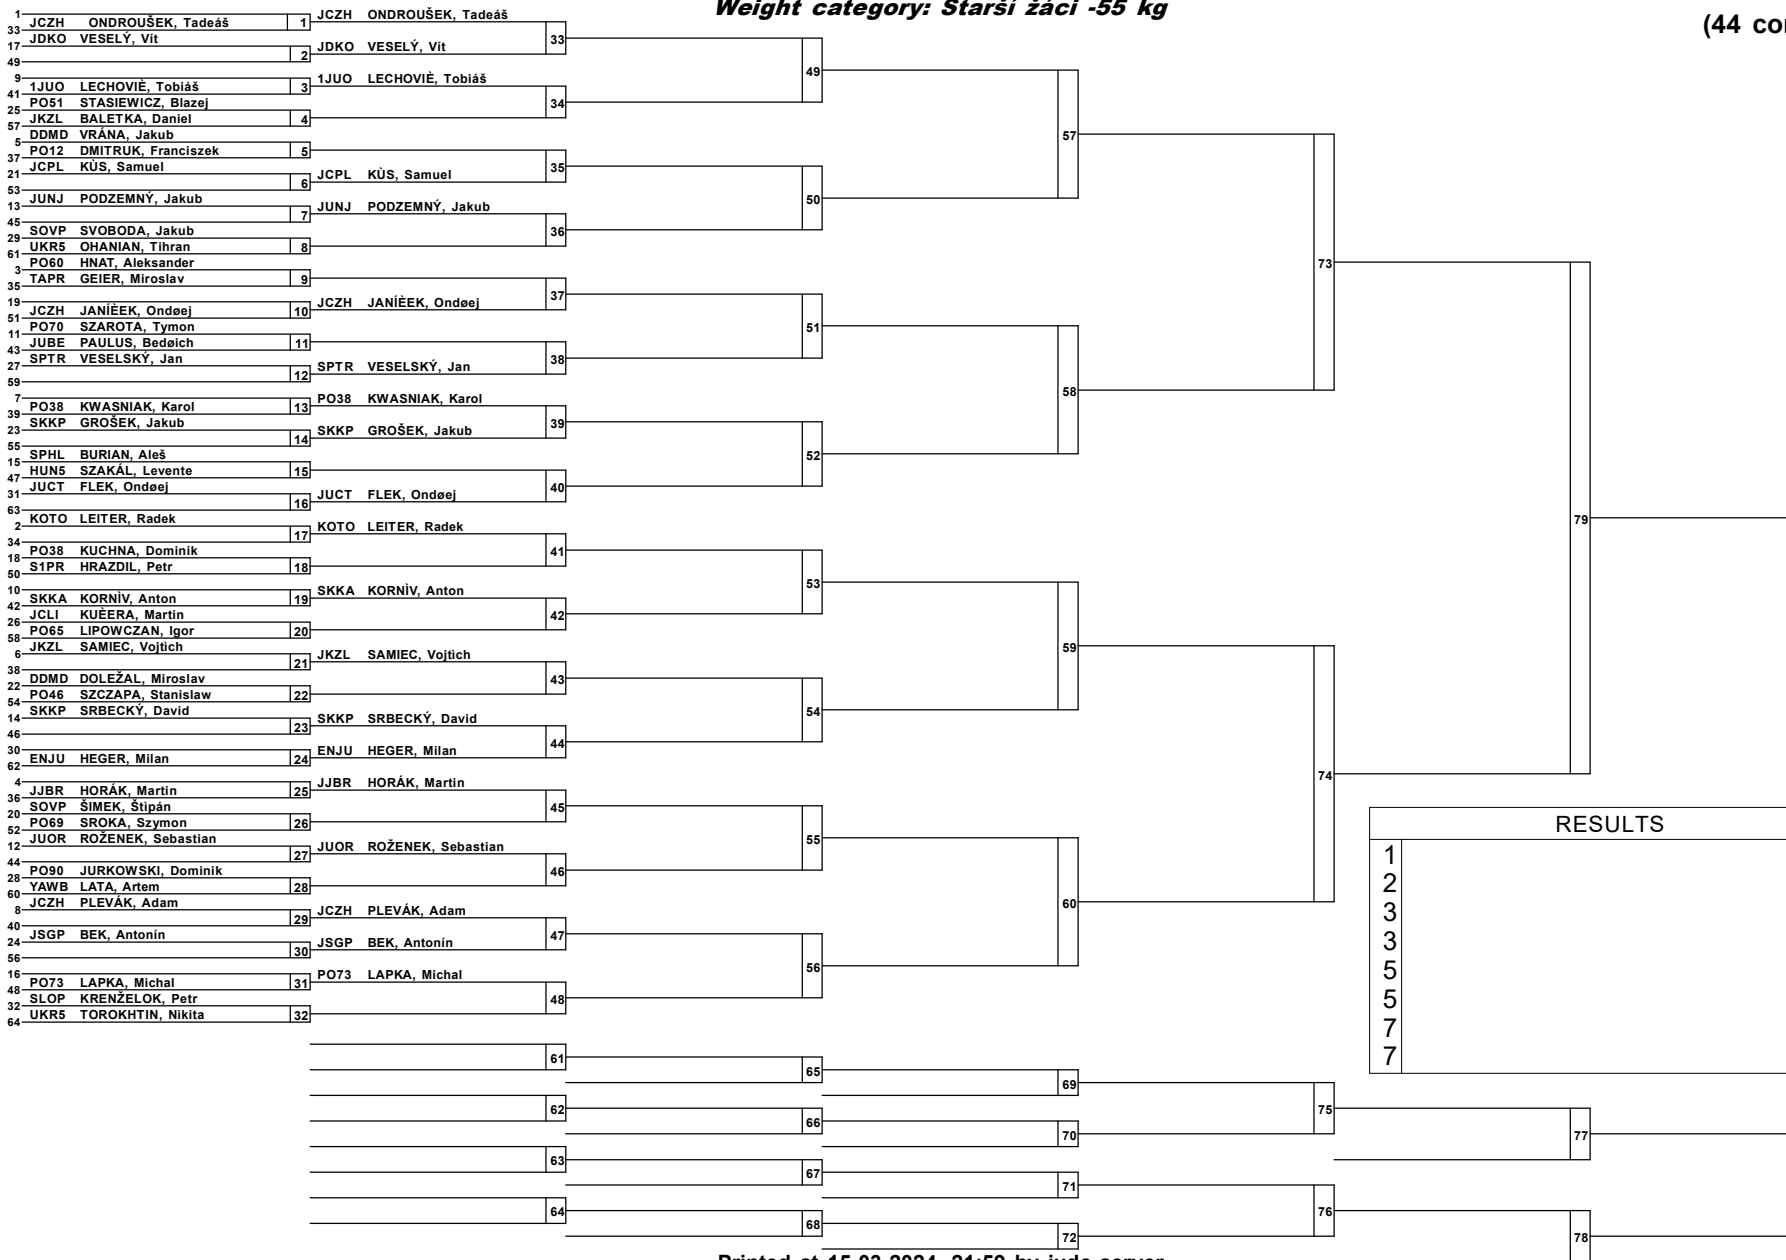 Weight category: Starší žáci -55 kg
(44
1
JCZH ONDROUŠEK, Tadeáš 1
33
17 JDKO VESELÝ, Vít
2
49
9
1JUO LECHOVIÈ, Tobiáš 3
41
PO51 STASIEWICZ, Blazej
25
JKZL BALETKA, Daniel 4
57
DDMD VRÁNA, Jakub
5
PO12 DMITRUK, Franciszek 5
37
JCPL KÙS, Samuel
21
6
53
JUNJ PODZEMNÝ, Jakub
13
7
45
SOVP SVOBODA, Jakub
29
UKR5 OHANIAN, Tihran 8
61
PO60 HNAT, Aleksander
3
TAPR GEIER, Miroslav 9
35
19
JCZH JANÍÈEK, Ondøej 10
51
PO70 SZAROTA, Tymon
11
JUBE PAULUS, Bedøich 11
43
SPTR VESELSKÝ, Jan
27
12
59
7
PO38 KWASNIAK, Karol 13
39
SKKP GROŠEK, Jakub
23
14
55
SPHL BURIAN, Aleš
15
HUN5 SZAKÁL, Levente 15
47
JUCT FLEK, Ondøej
31
16
63
KOTO LEITER, Radek
2
17
34
PO38 KUCHNA, Dominik
18
S1PR HRAZDIL, Petr 18
50
10
SKKA KORNÌV, Anton 19
42
JCLI KUÈERA, Martin
26
PO65 LIPOWCZAN, Igor 20
58
JKZL SAMIEC, Vojtìch
6
21
38
DDMD DOLEŽAL, Miroslav
22
PO46 SZCZAPA, Stanislaw 22
54
SKKP SRBECKÝ, David
14
23
46
30
ENJU HEGER, Milan 24
62
4
JJBR HORÁK, Martin 25
36
SOVP ŠIMEK, Štìpán
20
PO69 SROKA, Szymon 26
52
JUOR ROŽENEK, Sebastian
12
27
44
PO90 JURKOWSKI, Dominik
28
YAWB LATA, Artem 28
60
JCZH PLEVÁK, Adam
8
29
40
JSGP BEK, Antonín
24
30
56
16
PO73 LAPKA, Michal 31
48
SLOP KRENŽELOK, Petr
32
UKR5 TOROKHTIN, Nikita 32
64
JCZH ONDROUŠEK, Tadeáš
33
JDKO VESELÝ, Vít
1JUO LECHOVIÈ, Tobiáš
34
35
JCPL KÙS, Samuel
JUNJ PODZEMNÝ, Jakub
36
37
JCZH JANÍÈEK, Ondøej
38
SPTR VESELSKÝ, Jan
PO38 KWASNIAK, Karol
39
SKKP GROŠEK, Jakub
40
JUCT FLEK, Ondøej
KOTO LEITER, Radek
41
SKKA KORNÌV, Anton
42
JKZL SAMIEC, Vojtìch
43
SKKP SRBECKÝ, David
44
ENJU HEGER, Milan
JJBR HORÁK, Martin
45
JUOR ROŽENEK, Sebastian
46
JCZH PLEVÁK, Adam
47
JSGP BEK, Antonín
PO73 LAPKA, Michal
48
49
50
51
52
53
54
55
56
57
58
59
60
73
74
79
RESULTS
1
2
3
3
5
5
7
7
61
62
63
64
65
66
67
68
69
70
71
72
75
76
77
78